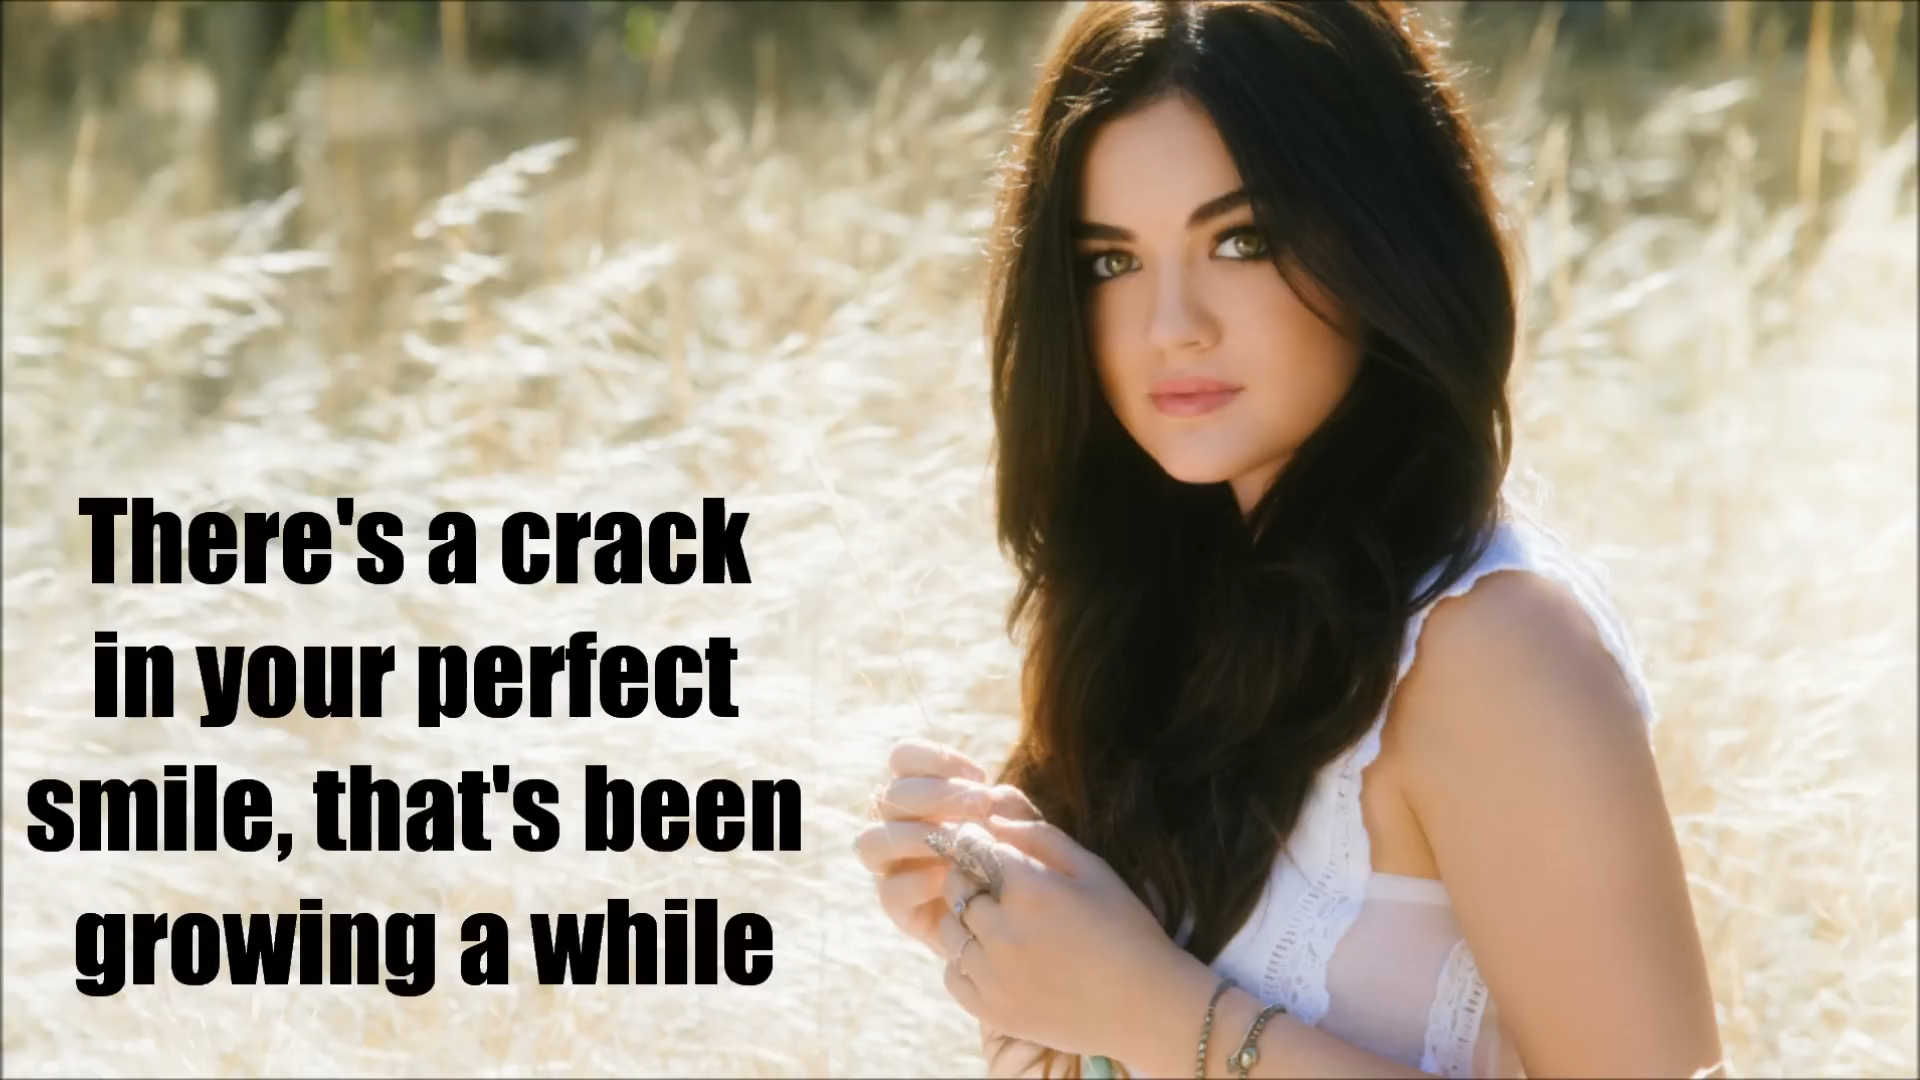 There's a crack
in your perfect
smile, that's been
growing a while